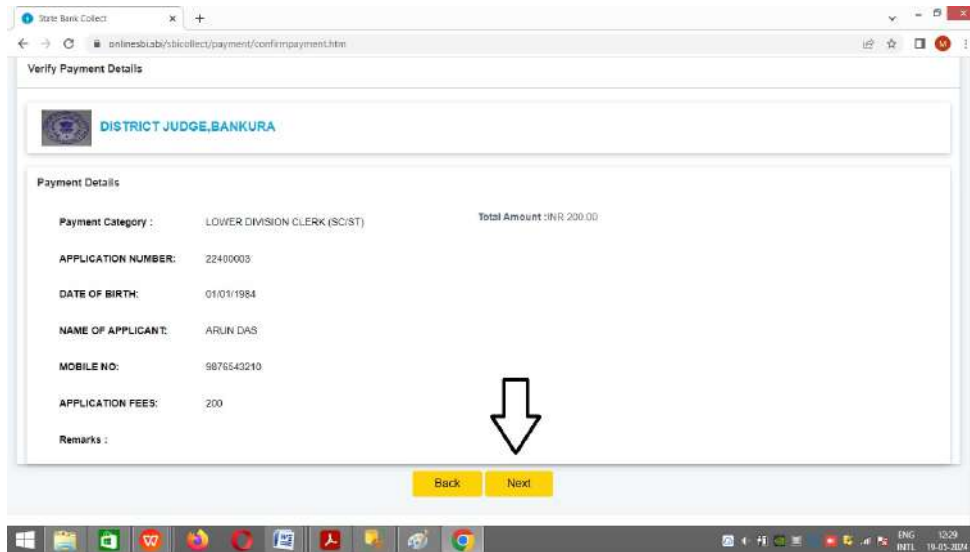 State Bank Collect
onlinesbi.sbi/sbicollect/payment/confirmpayment.htm
M
Verify Payment Details
DISTRICT JUDGE,BANKURA
Payment Details
Payment Category : LOWER DIVISION CLERK (SC/ST) Total Amount :INR 200.00
APPLICATION NUMBER: 22400003
DATE OF BIRTH: 01/01/1984
NAME OF APPLICANT: ARUN DAS
MOBILE NO: 9876543210
APPLICATION FEES: 200
Remarks :
Back Next
ENG 12:29
INTL 19-05-2024